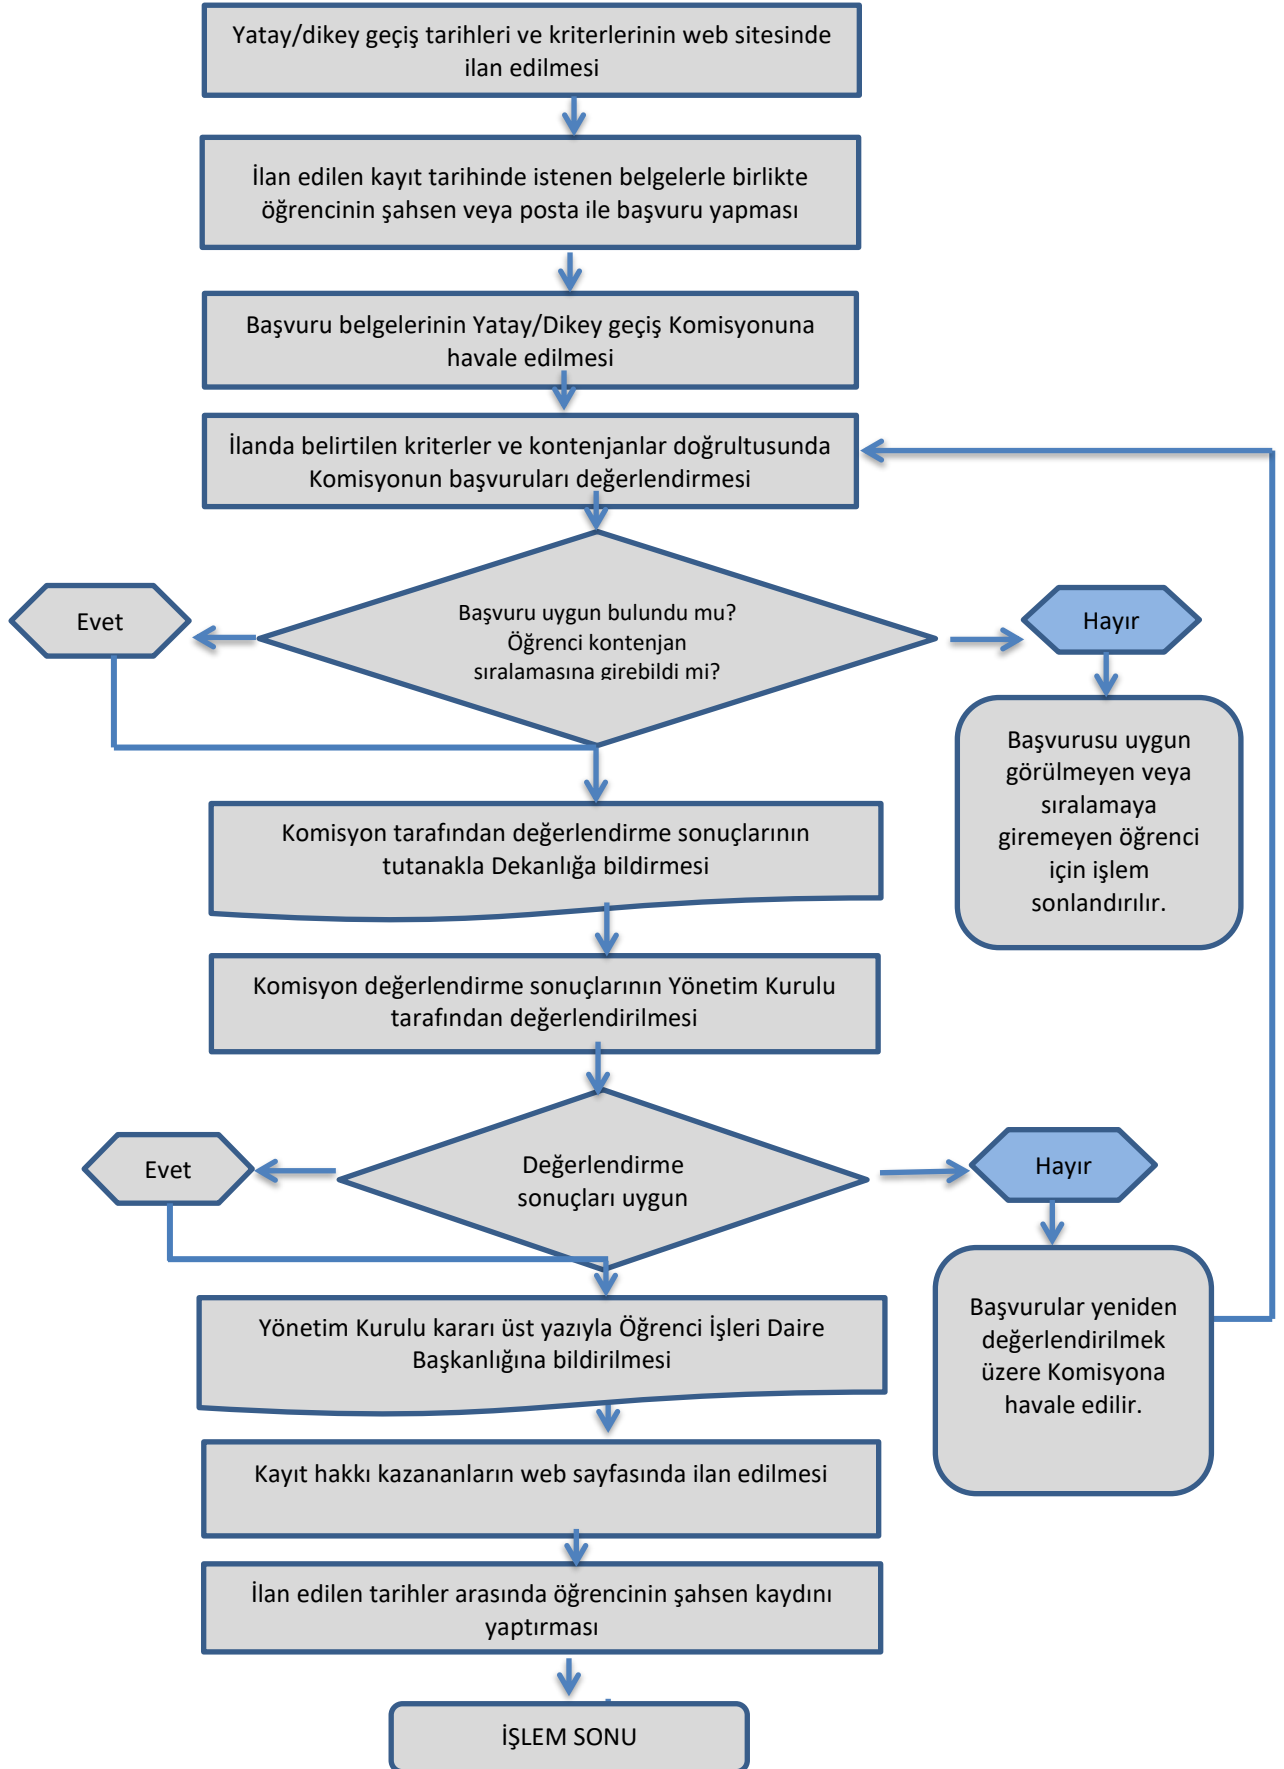 Yatay/dikey geçiş tarihleri ve kriterlerinin web sitesinde
ilan edilmesi
İlan edilen kayıt tarihinde istenen belgelerle birlikte
öğrencinin şahsen veya posta ile başvuru yapması
Başvuru belgelerinin Yatay/Dikey geçiş Komisyonuna
havale edilmesi
İlanda belirtilen kriterler ve kontenjanlar doğrultusunda
Komisyonun başvuruları değerlendirmesi
Evet
Başvuru uygun bulundu mu?
Öğrenci kontenjan
sıralamasına girebildi mi?
Hayır
Başvurusu uygun
görülmeyen veya
sıralamaya
giremeyen öğrenci
için işlem
sonlandırılır.
Komisyon tarafından değerlendirme sonuçlarının
tutanakla Dekanlığa bildirmesi
Komisyon değerlendirme sonuçlarının Yönetim Kurulu
tarafından değerlendirilmesi
Evet
Değerlendirme
sonuçları uygun
Hayır
Başvurular yeniden
değerlendirilmek
üzere Komisyona
havale edilir.
Yönetim Kurulu kararı üst yazıyla Öğrenci İşleri Daire
Başkanlığına bildirilmesi
Kayıt hakkı kazananların web sayfasında ilan edilmesi
İlan edilen tarihler arasında öğrencinin şahsen kaydını
yaptırması
İŞLEM SONU